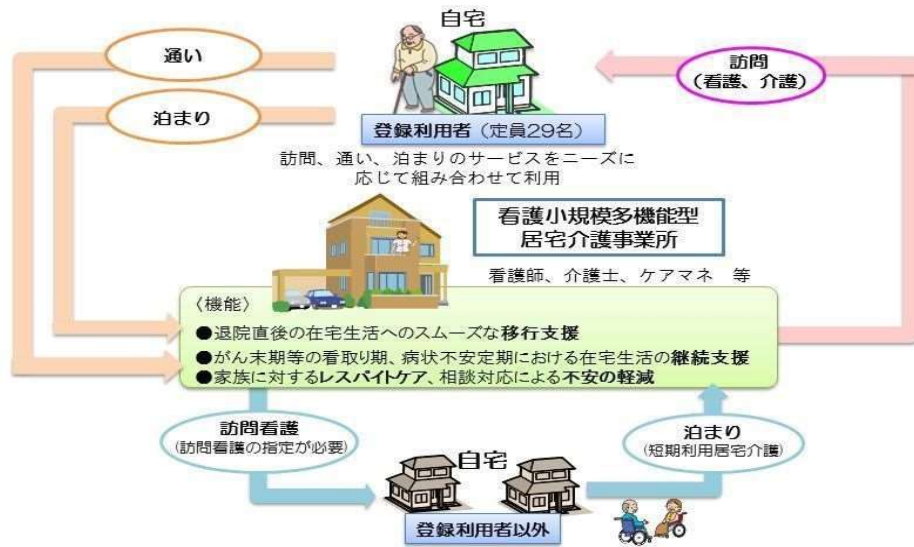 自宅
通い
訪問
(看護、介護)
泊まり
登録利用者（定員29名）
訪問、通い、泊まりのサービスをニーズに
応じて組み合わせて利用
看護小規模多機能型
居宅介護事業所
看護師、介護士、ケアマネ 等
〈機能〉
●退院直後の在宅生活へのスムーズな移行支援
●がん末期等の看取り期、病状不安定期における在宅生活の継続支援
●家族に対するレスパイトケア、相談対応による不安の軽減
訪問看護
(訪問看護の指定が必要)
泊まり
(短期利用居宅介護)
自宅
登録利用者以外